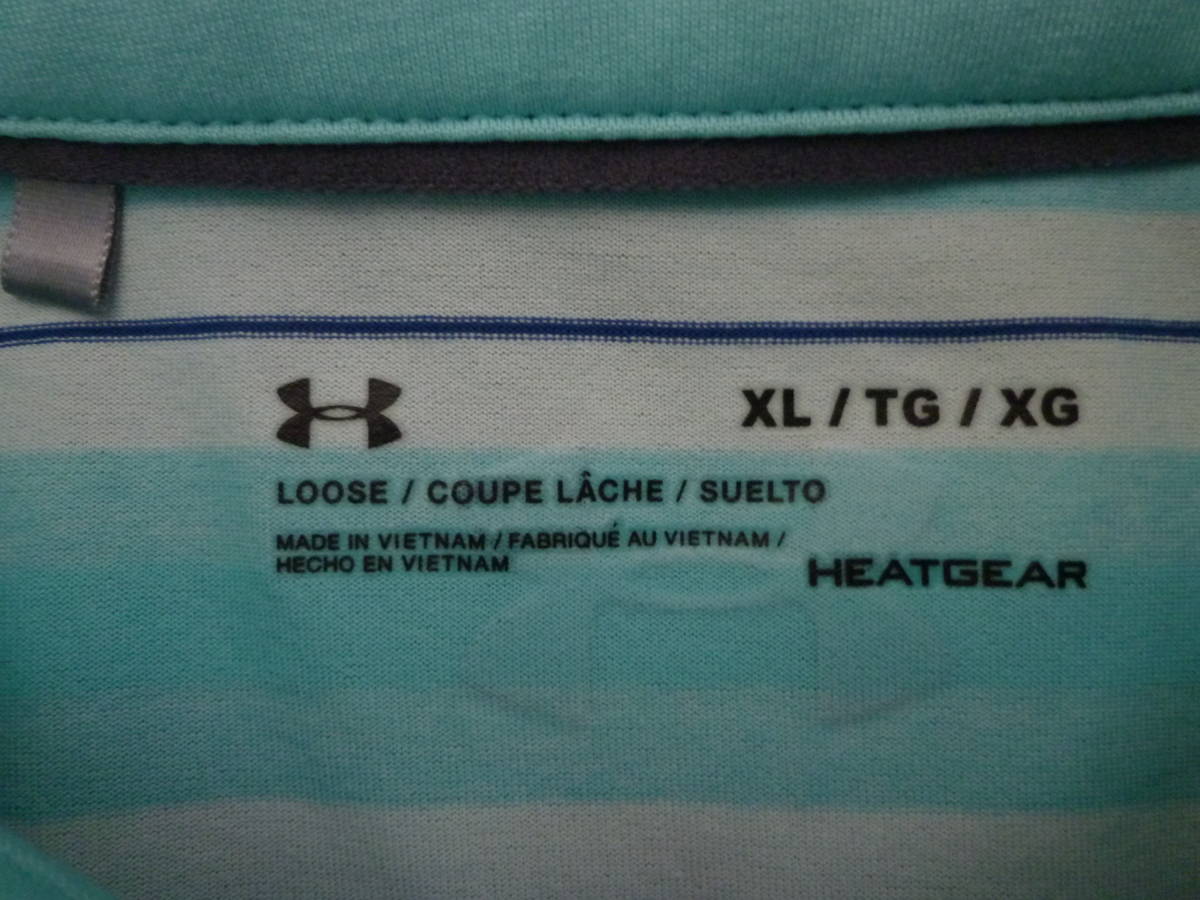 XL / TG / XG
LOOSE / COUPE LÂCHE / SUELTO
MADE IN VIETNAM / FABRIQUÉ AU VIETNAM /
HECHO EN VIETNAM
HEATGEAR